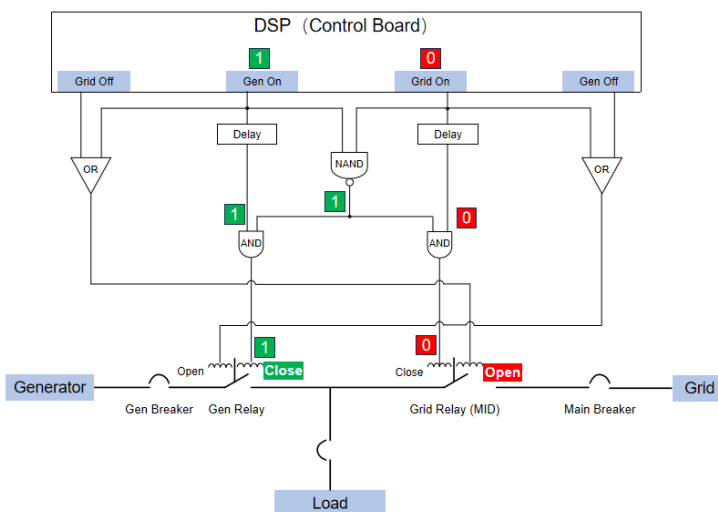 DSP（Control Board）
1
0
Grid Off
Gen On
Grid On
Gen Off
Delay
Delay
OR
NAND
OR
1
1
0
AND
AND
1
0
Open
Close
Close
Open
Generator
Grid
Gen Breaker
Gen Relay
Grid Relay (MID)
Main Breaker
Load